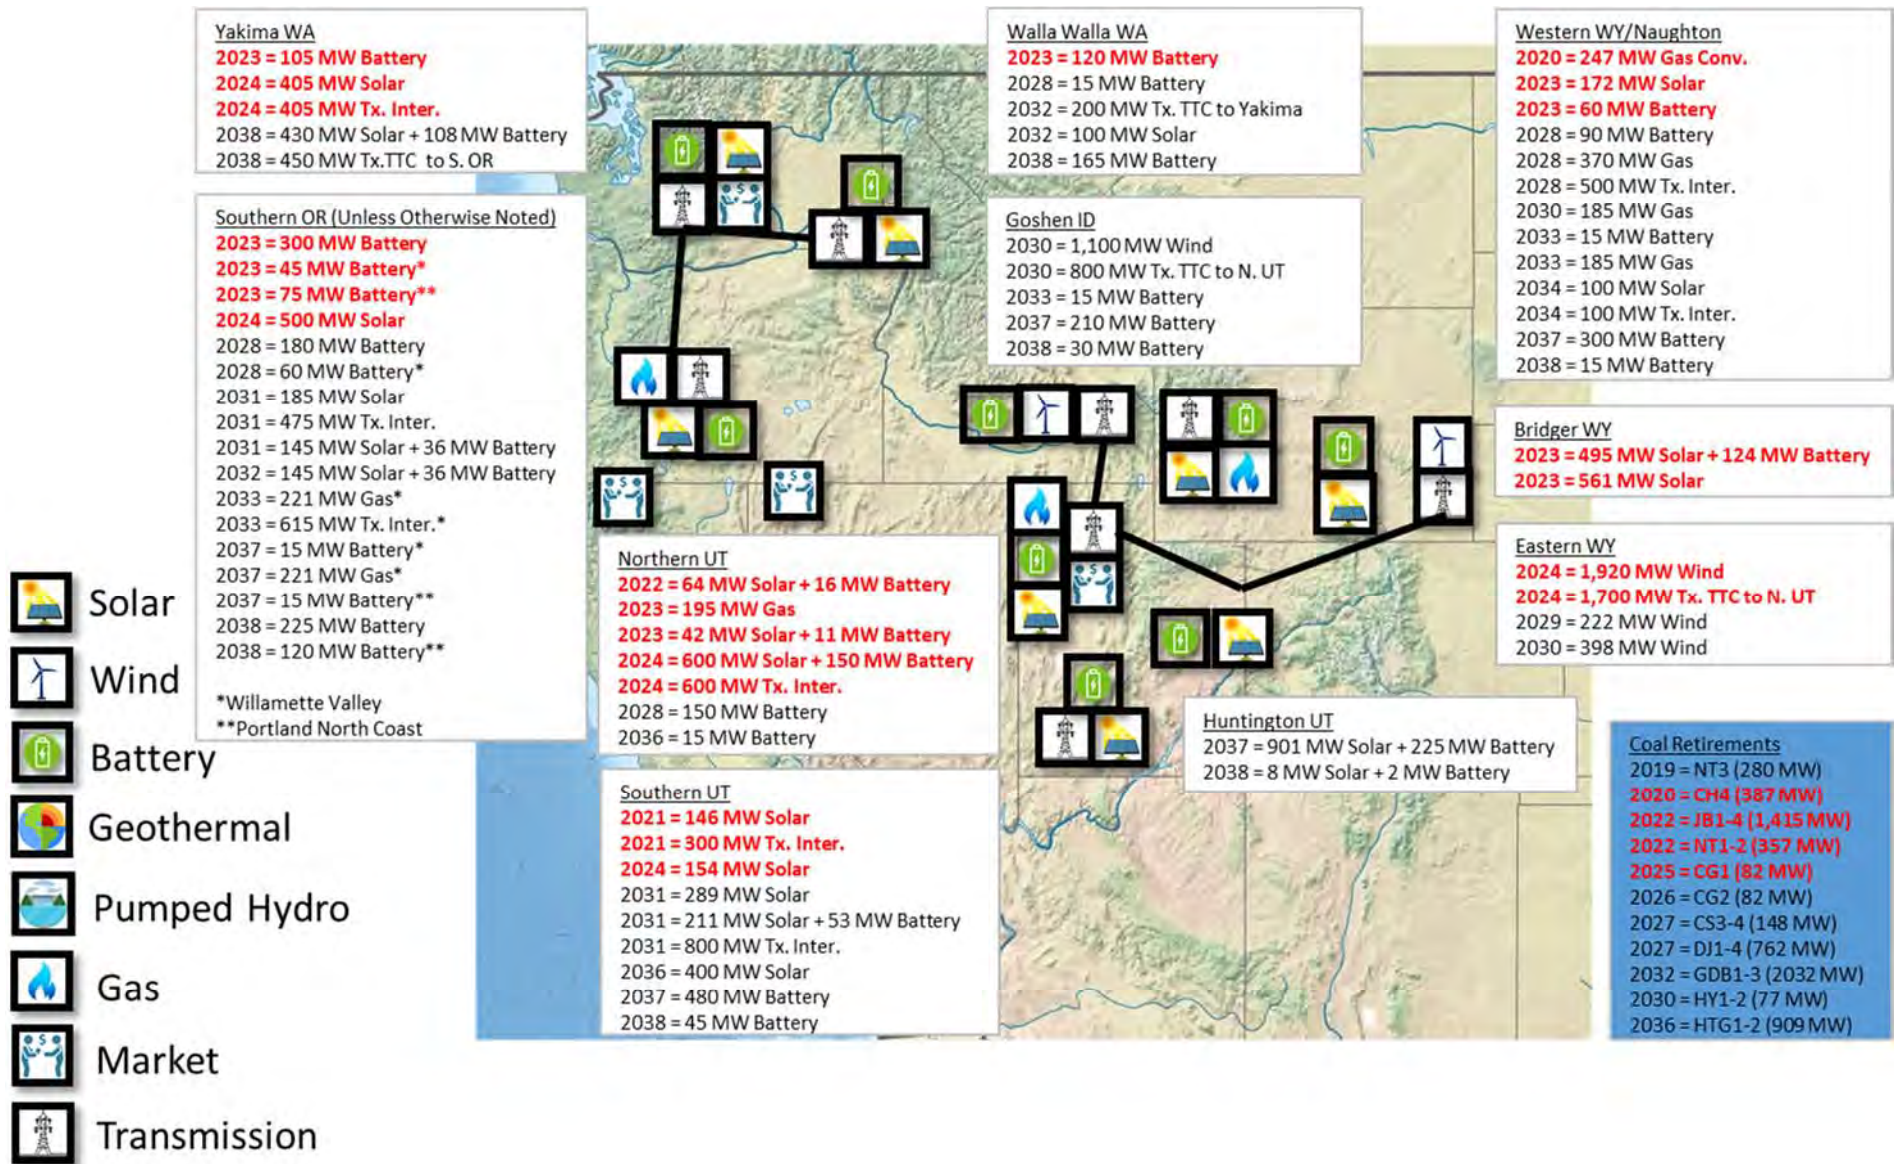 Yakima WA
2023 = 105 MW Battery
2024 = 405 MW Solar
2024 = 405 MW Tx. Inter.
2038 = 430 MW Solar + 108 MW Battery
2038 = 450 MW Tx.TTC to S. OR
Southern OR (Unless Otherwise Noted)
2023 = 300 MW Battery
2023 = 45 MW Battery*
2023 = 75 MW Battery**
2024 = 500 MW Solar
2028 = 180 MW Battery
2028 = 60 MW Battery*
2031 = 185 MW Solar
2031 = 475 MW Tx. Inter.
2031 = 145 MW Solar + 36 MW Battery
2032 = 145 MW Solar + 36 MW Battery
2033 = 221 MW Gas*
2033 = 615 MW Tx. Inter.*
2037 = 15 MW Battery*
2037 = 221 MW Gas*
2037 = 15 MW Battery**
2038 = 225 MW Battery
2038 = 120 MW Battery**
*Willamette Valley
**Portland North Coast
Walla Walla WA
2023 = 120 MW Battery
2028 = 15 MW Battery
2032 = 200 MW Tx. TTC to Yakima
2032 = 100 MW Solar
2038 = 165 MW Battery
Goshen ID
2030 = 1,100 MW Wind
2030 = 800 MW Tx. TTC to N. UT
2033 = 15 MW Battery
2037 = 210 MW Battery
2038 = 30 MW Battery
Western WY/Naughton
2020 = 247 MW Gas Conv.
2023 = 172 MW Solar
2023 = 60 MW Battery
2028 = 90 MW Battery
2028 = 370 MW Gas
2028 = 500 MW Tx. Inter.
2030 = 185 MW Gas
2033 = 15 MW Battery
2033 = 185 MW Gas
2034 = 100 MW Solar
2034 = 100 MW Tx. Inter.
2037 = 300 MW Battery
2038 = 15 MW Battery
Bridger WY
2023 = 495 MW Solar + 124 MW Battery
2023 = 561 MW Solar
Eastern WY
2024 = 1,920 MW Wind
2024 = 1,700 MW Tx. TTC to N. UT
2029 = 222 MW Wind
2030 = 398 MW Wind
Northern UT
2022 = 64 MW Solar + 16 MW Battery
2023 = 195 MW Gas
2023 = 42 MW Solar + 11 MW Battery
2024 = 600 MW Solar + 150 MW Battery
2024 = 600 MW Tx. Inter.
2028 = 150 MW Battery
2036 = 15 MW Battery
Southern UT
2021 = 146 MW Solar
2021 = 300 MW Tx. Inter.
2024 = 154 MW Solar
2031 = 289 MW Solar
2031 = 211 MW Solar + 53 MW Battery
2031 = 800 MW Tx. Inter.
2036 = 400 MW Solar
2037 = 480 MW Battery
2038 = 45 MW Battery
Huntington UT
2037 = 901 MW Solar + 225 MW Battery
2038 = 8 MW Solar + 2 MW Battery
Coal Retirements
2019 = NT3 (280 MW)
2020 = CH4 (387 MW)
2022 = JB1-4 (1,415 MW)
2022 = NT1-2 (357 MW)
2025 = CG1 (82 MW)
2026 = CG2 (82 MW)
2027 = CS3-4 (148 MW)
2027 = DJ1-4 (762 MW)
2032 = GDB1-3 (2032 MW)
2030 = HY1-2 (77 MW)
2036 = HTG1-2 (909 MW)
Solar
Wind
Battery
Geothermal
Pumped Hydro
Gas
Market
Transmission